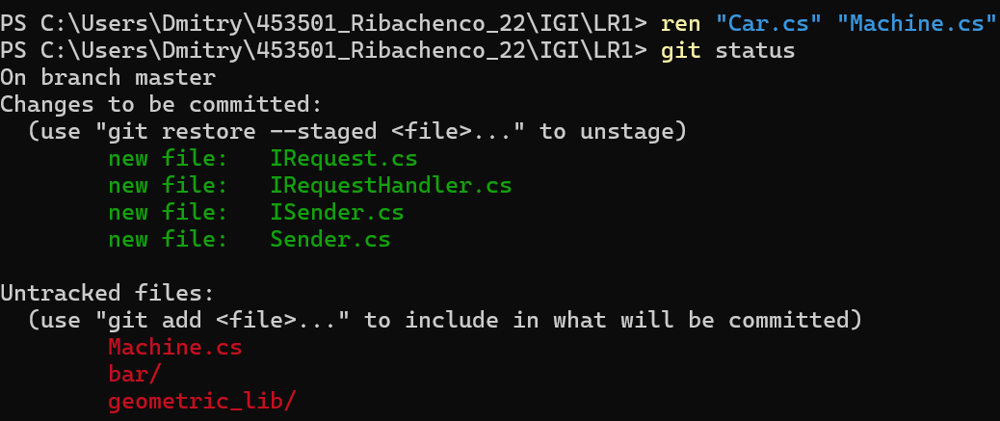 PS C:\Users\Dmitry\453501_Ribachenco_22\IGI\LR1> ren "Car.cs" "Machine.cs"
PS C:\Users\Dmitry\453501_Ribachenco_22\IGI\LR1> git status
On branch master
Changes to be committed:
  (use "git restore --staged <file>..." to unstage)
        new file:   IRequest.cs
        new file:   IRequestHandler.cs
        new file:   ISender.cs
        new file:   Sender.cs

Untracked files:
  (use "git add <file>..." to include in what will be committed)
        Machine.cs
        bar/
        geometric_lib/